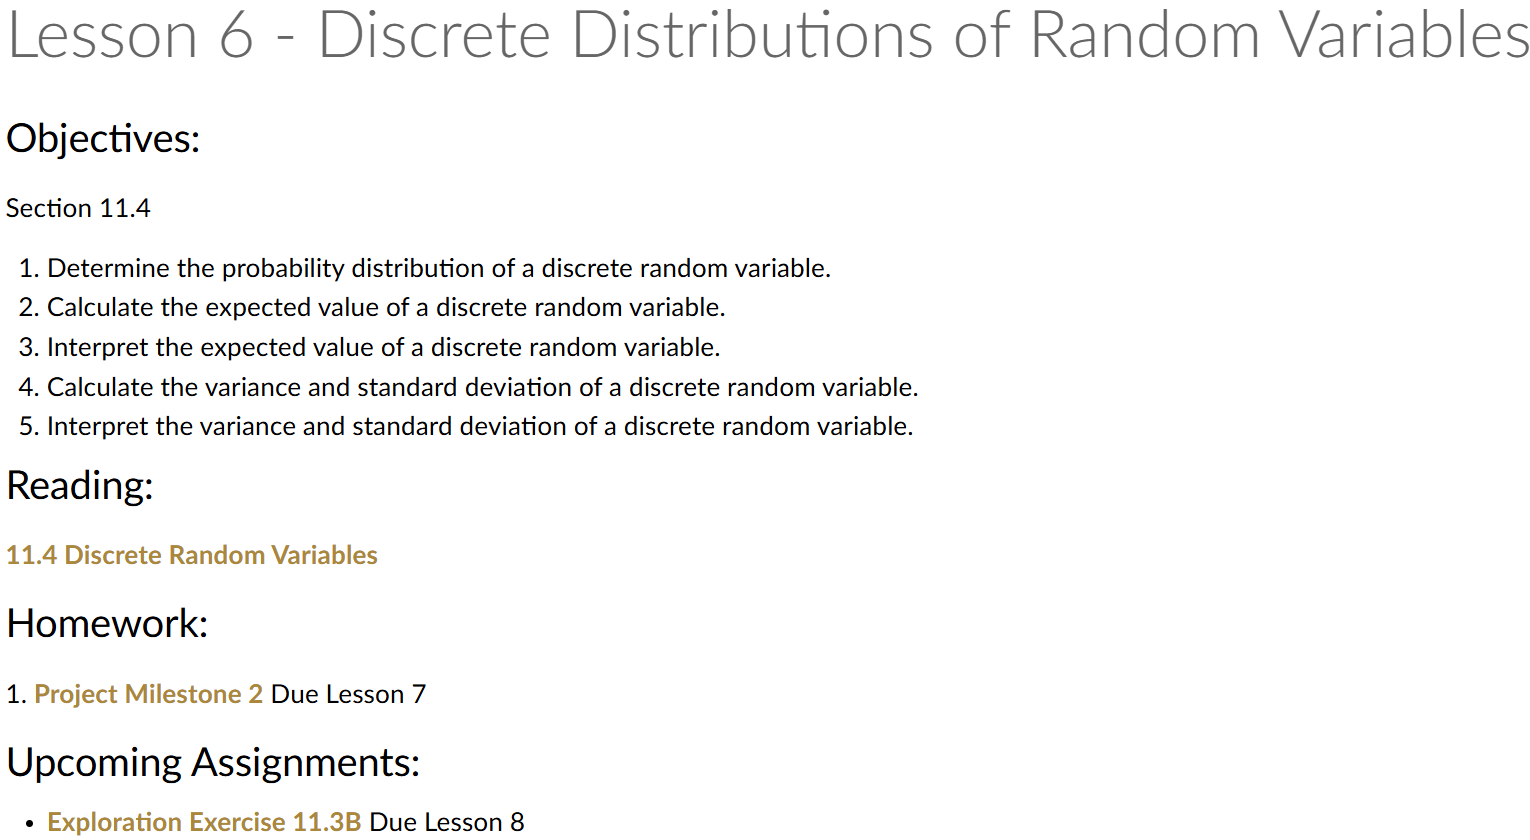 Lesson 6 - Discrete Distributions of Random Variables
Objectives:
Section 11.4
1. Determine the probability distribution of a discrete random variable.
2. Calculate the expected value of a discrete random variable.
3. Interpret the expected value of a discrete random variable.
4. Calculate the variance and standard deviation of a discrete random variable.
5. Interpret the variance and standard deviation of a discrete random variable.
Reading:
11.4 Discrete Random Variables
Homework:
1. Project Milestone 2 Due Lesson 7
Upcoming Assignments:
• Exploration Exercise 11.3B Due Lesson 8